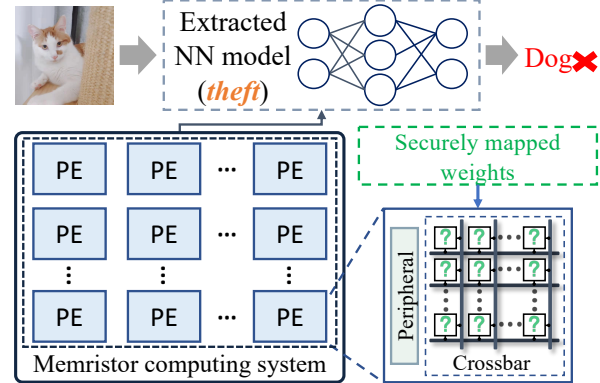 Extracted
NN model
(theft)
Dog
Securely mapped
weights
PE PE ... PE
PE PE ... PE
PE PE ... PE
Memristor computing system
Peripheral
? ? ... ?
? ? ... ?
? ? ... ?
Crossbar